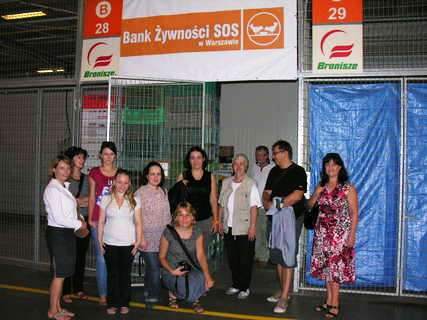 B
28
Bronisze
Bank Żywności SOS
w Warszawie
B
29
Bronisze